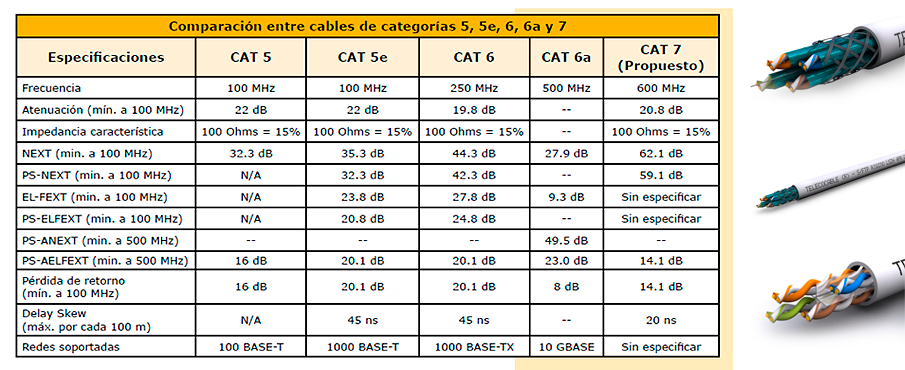 Comparación entre cables de categorías 5, 5e, 6, 6a y 7
Especificaciones CAT 5 CAT 5e CAT 6 CAT 6a CAT 7 (Propuesto)
Frecuencia 100 MHz 100 MHz 250 MHz 500 MHz 600 MHz
Atenuación (mín. a 100 MHz) 22 dB 22 dB 19.8 dB -- 20.8 dB
Impedancia característica 100 Ohms = 15% 100 Ohms = 15% 100 Ohms = 15% -- 100 Ohms = 15%
NEXT (min. a 100 MHz) 32.3 dB 35.3 dB 44.3 dB 27.9 dB 62.1 dB
PS-NEXT (min. a 100 MHz) N/A 32.3 dB 42.3 dB -- 59.1 dB
EL-FEXT (min. a 100 MHz) N/A 23.8 dB 27.8 dB 9.3 dB Sin especificar
PS-ELFEXT (min. a 100 MHz) N/A 20.8 dB 24.8 dB -- Sin especificar
PS-ANEXT (min. a 500 MHz) -- -- -- 49.5 dB --
PS-AELFEXT (min. a 500 MHz) 16 dB 20.1 dB 20.1 dB 23.0 dB 14.1 dB
Pérdida de retorno
(mín. a 100 MHz) 16 dB 20.1 dB 20.1 dB 8 dB 14.1 dB
Delay Skew
(máx. por cada 100 m) N/A 45 ns 45 ns -- 20 ns
Redes soportadas 100 BASE-T 1000 BASE-T 1000 BASE-TX 10 GBASE Sin especificar